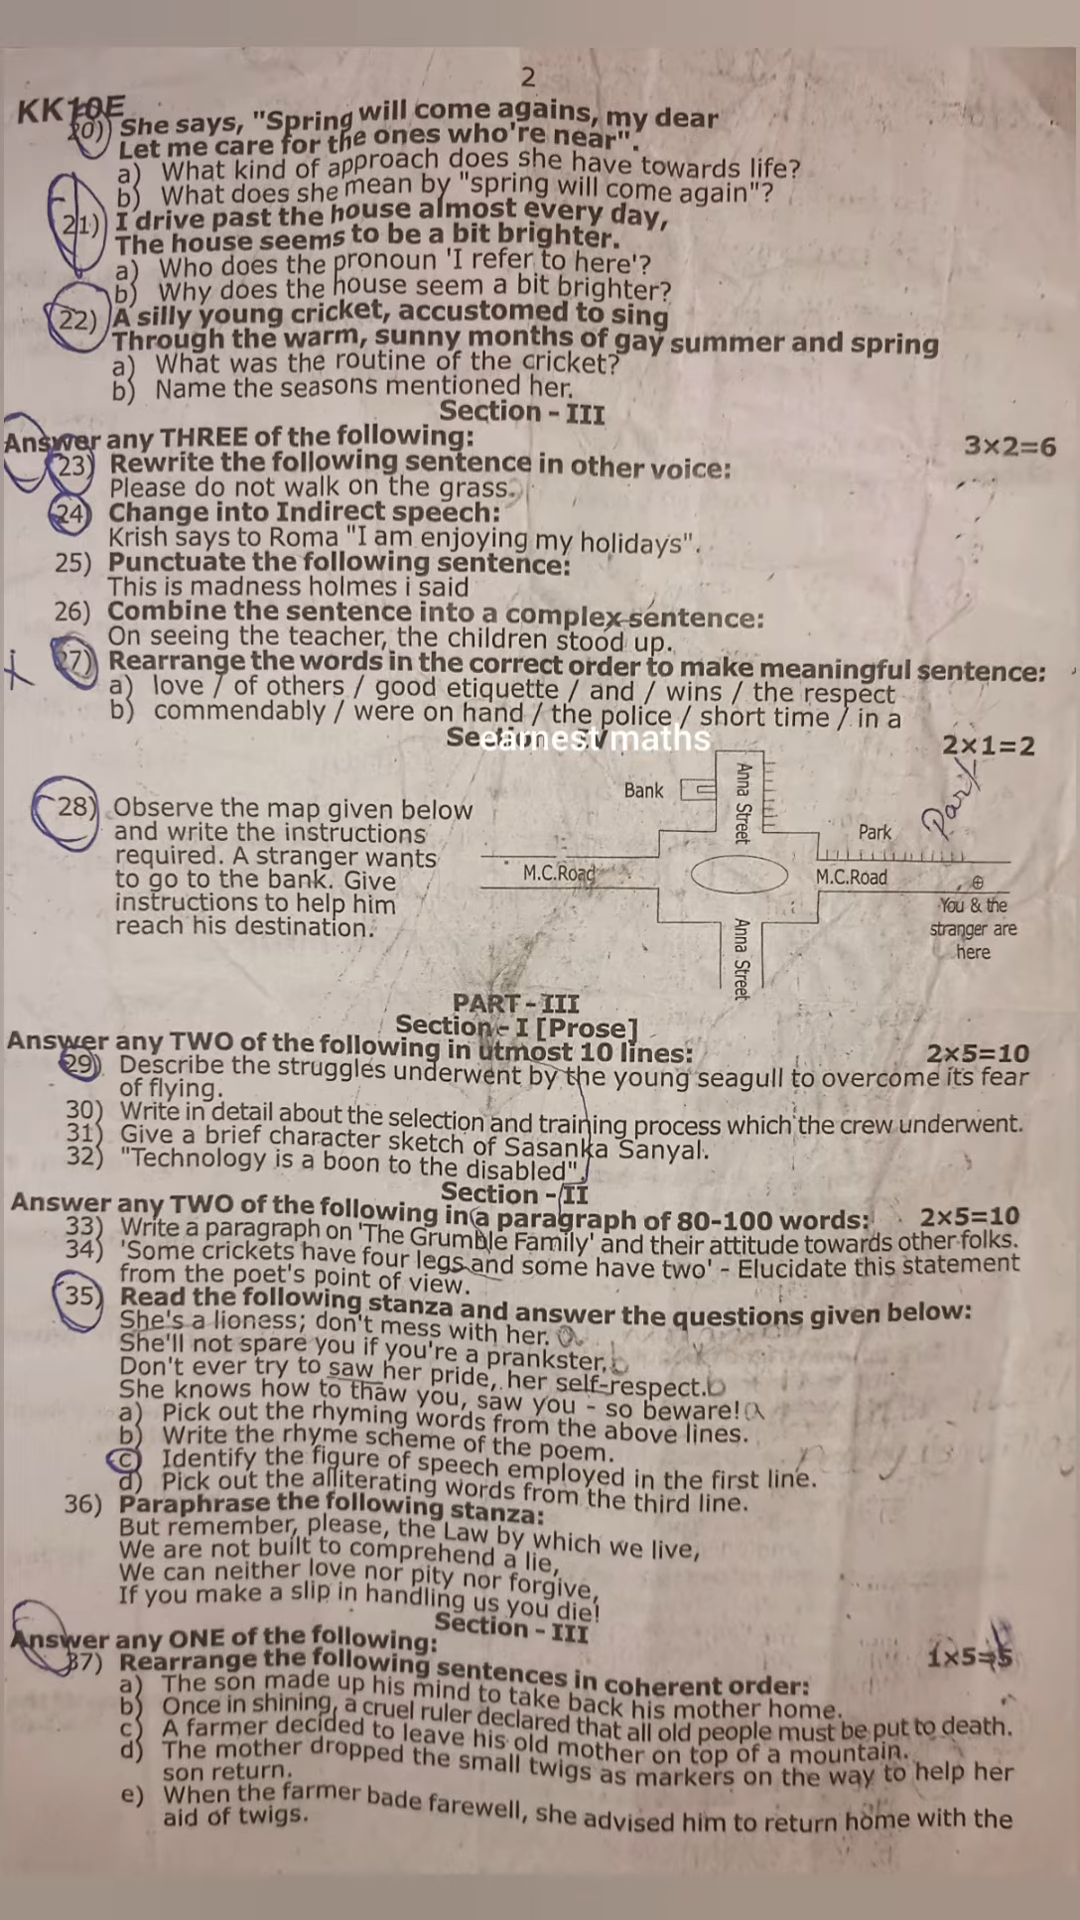 2
KK10E
20) She says, "Spring will come agains, my dear
Let me care for the ones who're near".
a) What kind of approach does she have towards life?
b) What does she mean by "spring will come again"?
21) I drive past the house almost every day,
The house seems to be a bit brighter.
a) Who does the pronoun 'I refer to here'?
b) Why does the house seem a bit brighter?
22) A silly young cricket, accustomed to sing
Through the warm, sunny months of gay summer and spring
a) What was the routine of the cricket?
b) Name the seasons mentioned her.
Section - III
Answer any THREE of the following: 3×2=6
23) Rewrite the following sentence in other voice:
Please do not walk on the grass.
24) Change into Indirect speech:
Krish says to Roma "I am enjoying my holidays".
25) Punctuate the following sentence:
This is madness holmes i said
26) Combine the sentence into a complex sentence:
On seeing the teacher, the children stood up.
27) Rearrange the words in the correct order to make meaningful sentence:
a) love / of others / good etiquette / and / wins / the respect
b) commendably / were on hand / the police / short time / in a
Section - IV 2×1=2
earnest maths
28) Observe the map given below
and write the instructions
required. A stranger wants
to go to the bank. Give
instructions to help him
reach his destination.
Bank
Anna Street
Park
Park
M.C.Road
M.C.Road
You & the
stranger are
here
Anna Street
PART - III
Section - I [Prose]
Answer any TWO of the following in utmost 10 lines: 2×5=10
29) Describe the struggles underwent by the young seagull to overcome its fear
of flying.
30) Write in detail about the selection and training process which the crew underwent.
31) Give a brief character sketch of Sasanka Sanyal.
32) "Technology is a boon to the disabled".
Section - II
Answer any TWO of the following in a paragraph of 80-100 words: 2×5=10
33) Write a paragraph on 'The Grumble Family' and their attitude towards other folks.
34) 'Some crickets have four legs and some have two' - Elucidate this statement
from the poet's point of view.
35) Read the following stanza and answer the questions given below:
She's a lioness; don't mess with her. a
She'll not spare you if you're a prankster. b
Don't ever try to saw her pride, her self-respect. b
She knows how to thaw you, saw you - so beware! a
a) Pick out the rhyming words from the above lines.
b) Write the rhyme scheme of the poem.
c) Identify the figure of speech employed in the first line.
d) Pick out the alliterating words from the third line.
36) Paraphrase the following stanza:
But remember, please, the Law by which we live,
We are not built to comprehend a lie,
We can neither love nor pity nor forgive,
If you make a slip in handling us you die!
Section - III
Answer any ONE of the following: 1×5=5
37) Rearrange the following sentences in coherent order:
a) The son made up his mind to take back his mother home.
b) Once in shining, a cruel ruler declared that all old people must be put to death.
c) A farmer decided to leave his old mother on top of a mountain.
d) The mother dropped the small twigs as markers on the way to help her
son return.
e) When the farmer bade farewell, she advised him to return home with the
aid of twigs.